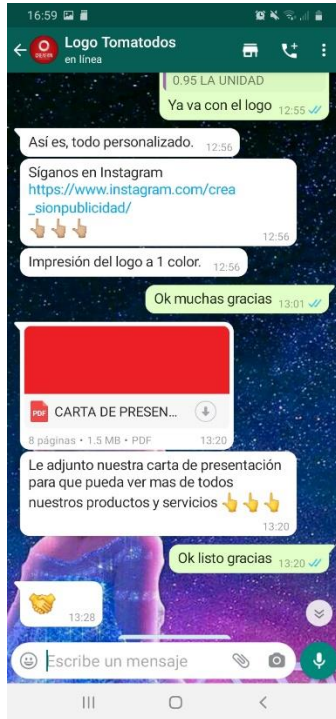 16:59
Logo Tomatodos
en línea
0.95 LA UNIDAD
Ya va con el logo 12:55
Así es, todo personalizado. 12:56
Síganos en Instagram
https://www.instagram.com/crea
_sionpublicidad/
12:56
Impresión del logo a 1 color. 12:56
Ok muchas gracias 13:01
PDF CARTA DE PRESEN...
8 páginas • 1.5 MB • PDF 13:20
Le adjunto nuestra carta de presentación
para que pueda ver mas de todos
nuestros productos y servicios
13:20
Ok listo gracias 13:20
13:28
Escribe un mensaje